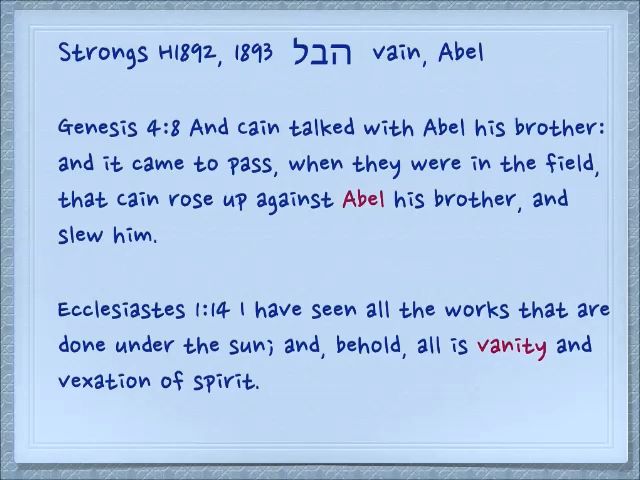 Strongs H1892, 1893 הבל vain, Abel
Genesis 4:8 And cain talked with Abel his brother:
and it came to pass, when they were in the field,
that cain rose up against Abel his brother, and
slew him.
Ecclesiastes 1:14 I have seen all the works that are
done under the sun; and, behold, all is vanity and
vexation of spirit.